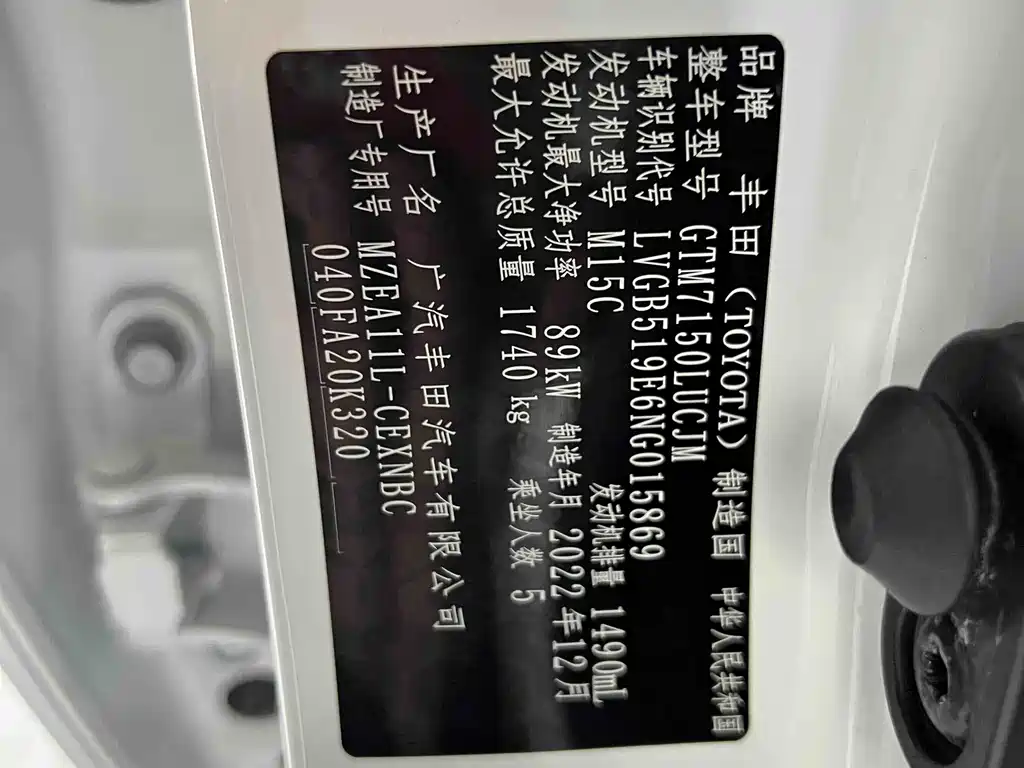 品牌 丰田 (TOYOTA) 制造国 中华人民共和国
整车型号 GTM7150LUCJM
车辆识别代号 LVGB519E6NG015869
发动机型号 M15C 发动机排量 1490mL
发动机最大净功率 89kW 制造年月 2022年12月
最大允许总质量 1740kg 乘坐人数 5
生产厂名 广汽丰田汽车有限公司
制造厂专用号 MZEA11L-CEXNBC
040FA20K320